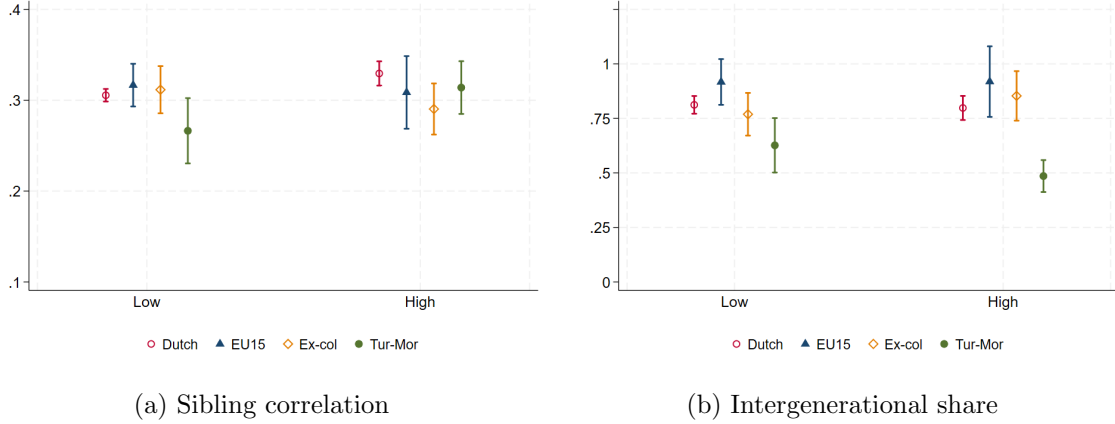 .4
.3
.2
.1
Low High
Dutch EU15 Ex-col Tur-Mor
(a) Sibling correlation
1
.75
.5
.25
0
Low High
Dutch EU15 Ex-col Tur-Mor
(b) Intergenerational share